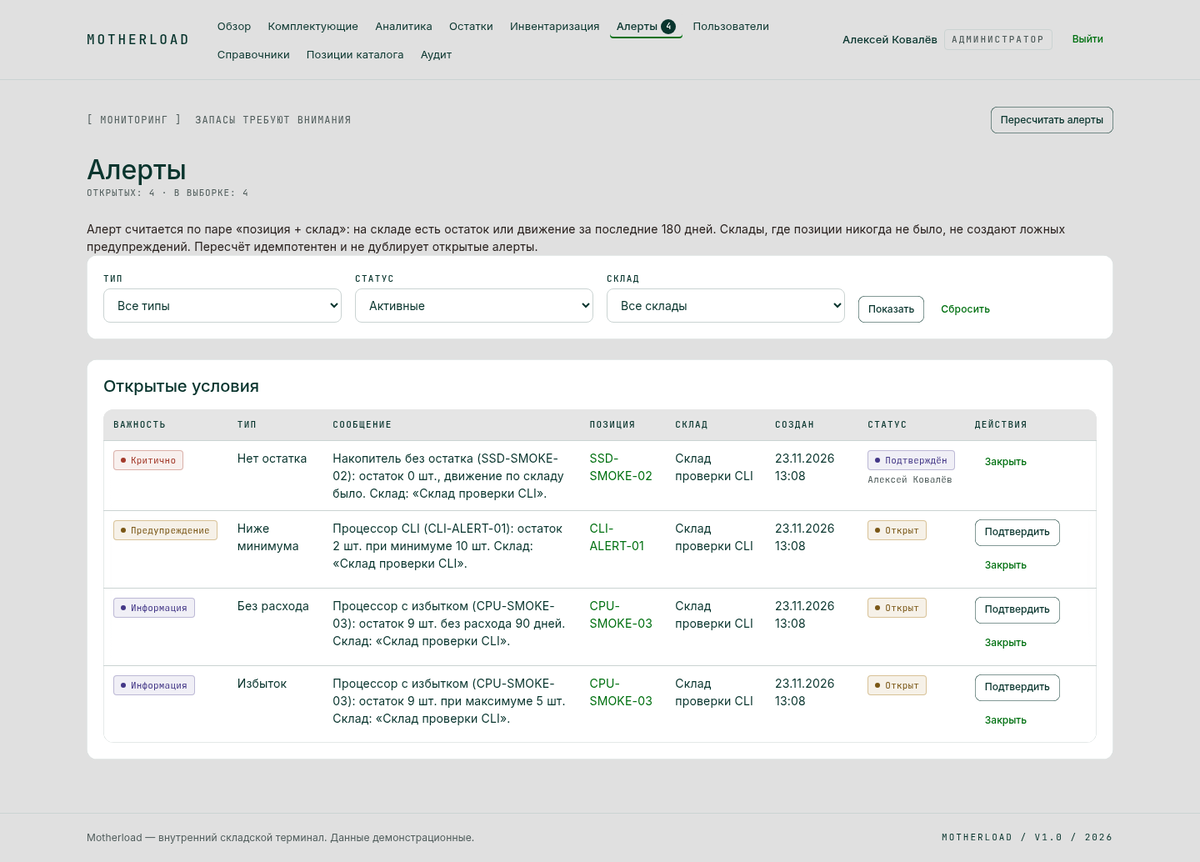 MOTHERLOAD
Обзор Комплектующие Аналитика Остатки Инвентаризация Алерты 4 Пользователи
Справочники Позиции каталога Аудит
Алексей Ковалёв АДМИНИСТРАТОР Выйти
[ МОНИТОРИНГ ] ЗАПАСЫ ТРЕБУЮТ ВНИМАНИЯ
Пересчитать алерты
Алерты
ОТКРЫТЫХ: 4 · В ВЫБОРКЕ: 4
Алерт считается по паре «позиция + склад»: на складе есть остаток или движение за последние 180 дней. Склады, где позиции никогда не было, не создают ложных
предупреждений. Пересчёт идемпотентен и не дублирует открытые алерты.
ТИП СТАТУС СКЛАД
Все типы Активные Все склады Показать Сбросить
Открытые условия
ВАЖНОСТЬ ТИП СООБЩЕНИЕ ПОЗИЦИЯ СКЛАД СОЗДАН СТАТУС ДЕЙСТВИЯ
Критично Нет остатка Накопитель без остатка (SSD-SMOKE- SSD- Склад 23.11.2026 Подтверждён Закрыть
02): остаток 0 шт., движение по складу SMOKE-02 проверки CLI 13:08 Алексей Ковалёв
было. Склад: «Склад проверки CLI».
Предупреждение Ниже Процессор CLI (CLI-ALERT-01): остаток CLI- Склад 23.11.2026 Открыт Подтвердить
минимума 2 шт. при минимуме 10 шт. Склад: ALERT-01 проверки CLI 13:08
«Склад проверки CLI». Закрыть
Информация Без расхода Процессор с избытком (CPU-SMOKE- CPU- Склад 23.11.2026 Открыт Подтвердить
03): остаток 9 шт. без расхода 90 дней. SMOKE-03 проверки CLI 13:08
Склад: «Склад проверки CLI». Закрыть
Информация Избыток Процессор с избытком (CPU-SMOKE- CPU- Склад 23.11.2026 Открыт Подтвердить
03): остаток 9 шт. при максимуме 5 шт. SMOKE-03 проверки CLI 13:08
Склад: «Склад проверки CLI». Закрыть
Motherload — внутренний складской терминал. Данные демонстрационные.
MOTHERLOAD / V1.0 / 2026